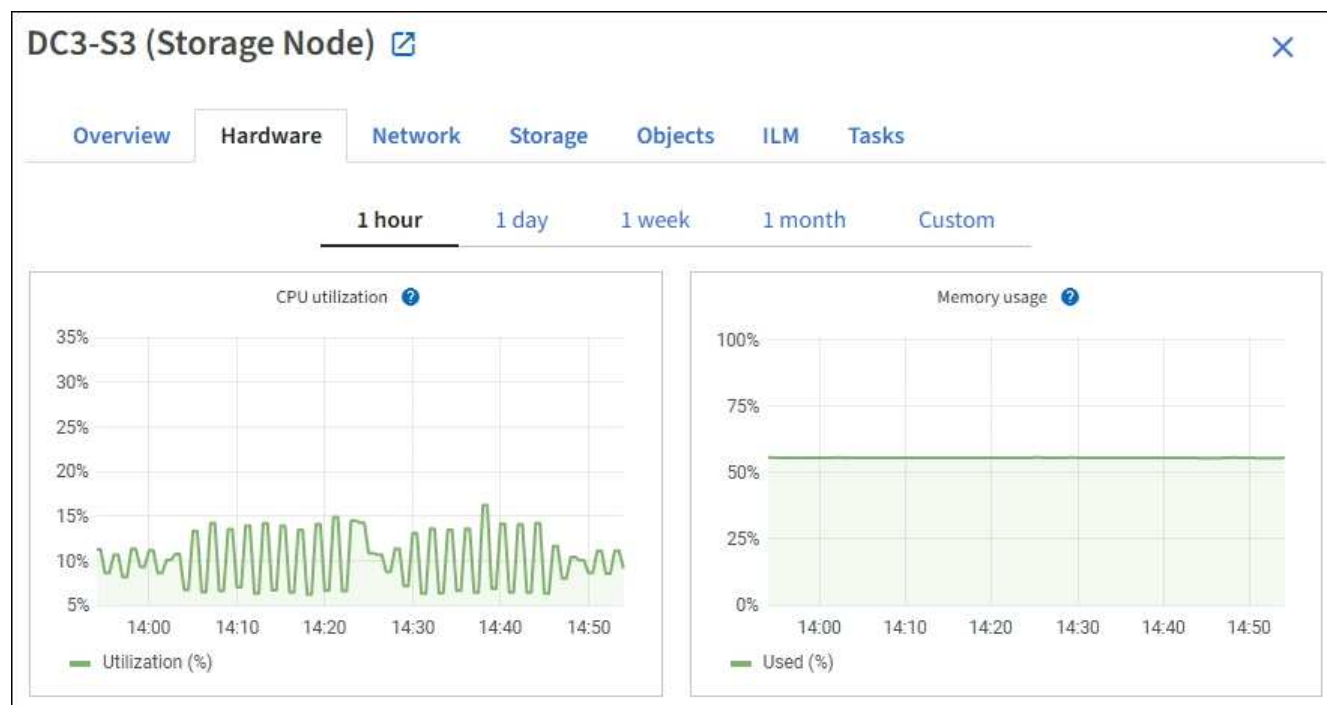 DC3-S3 (Storage Node)
Overview Hardware Network Storage Objects ILM Tasks
1 hour 1 day 1 week 1 month Custom
CPU utilization ?
35%
30%
25%
20%
15%
10%
5%
14:00 14:10 14:20 14:30 14:40 14:50
Utilization (%)
Memory usage ?
100%
75%
50%
25%
0%
14:00 14:10 14:20 14:30 14:40 14:50
Used (%)